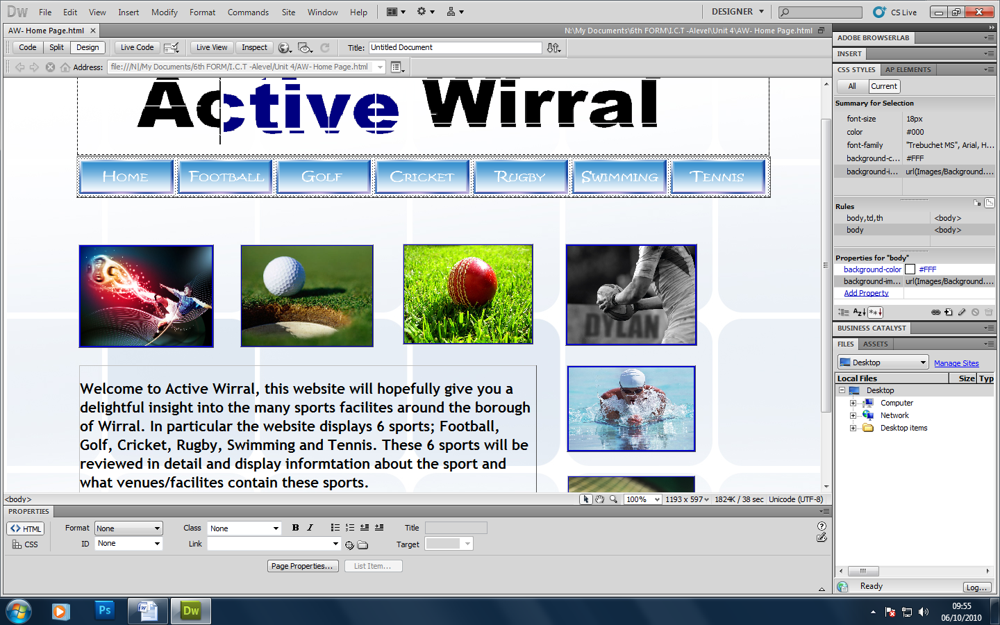 Dw File Edit View Insert Modify Format Commands Site Window Help DESIGNER CS Live
AW- Home Page.html N:\My Documents\6th FORM\I.C.T -Alevel\Unit 4\AW- Home Page.html
Code Split Design Live Code Live View Inspect Title: Untitled Document
Address: file:///N|/My Documents/6th FORM/I.C.T -Alevel/Unit 4/AW- Home Page.html
Active Wirral
Home Football Golf Cricket Rugby Swimming Tennis
DYLAN
Welcome to Active Wirral, this website will hopefully give you a
delightful insight into the many sports facilites around the borough
of Wirral. In particular the website displays 6 sports; Football,
Golf, Cricket, Rugby, Swimming and Tennis. These 6 sports will be
reviewed in detail and display informtation about the sport and
what venues/facilites contain these sports.
<body> 100% 1193 x 597 1824K / 38 sec Unicode (UTF-8)
PROPERTIES
HTML Format None Class None B I Title
CSS ID None Link Target
Page Properties... List Item...
ADOBE BROWSERLAB
INSERT
CSS STYLES AP ELEMENTS
All Current
Summary for Selection
font-size 18px
color #000
font-family "Trebuchet MS", Arial, H...
background-c... #FFF
background-i... url(Images/Background....
Rules
body,td,th <body>
body <body>
Properties for "body"
background-color #FFF
background-im... url(Images/Background....
Add Property
BUSINESS CATALYST
FILES ASSETS
Desktop Manage Sites
Local Files Size Typ
Desktop
Computer
Network
Desktop items
Ready Log...
Ps Dw 09:55
06/10/2010